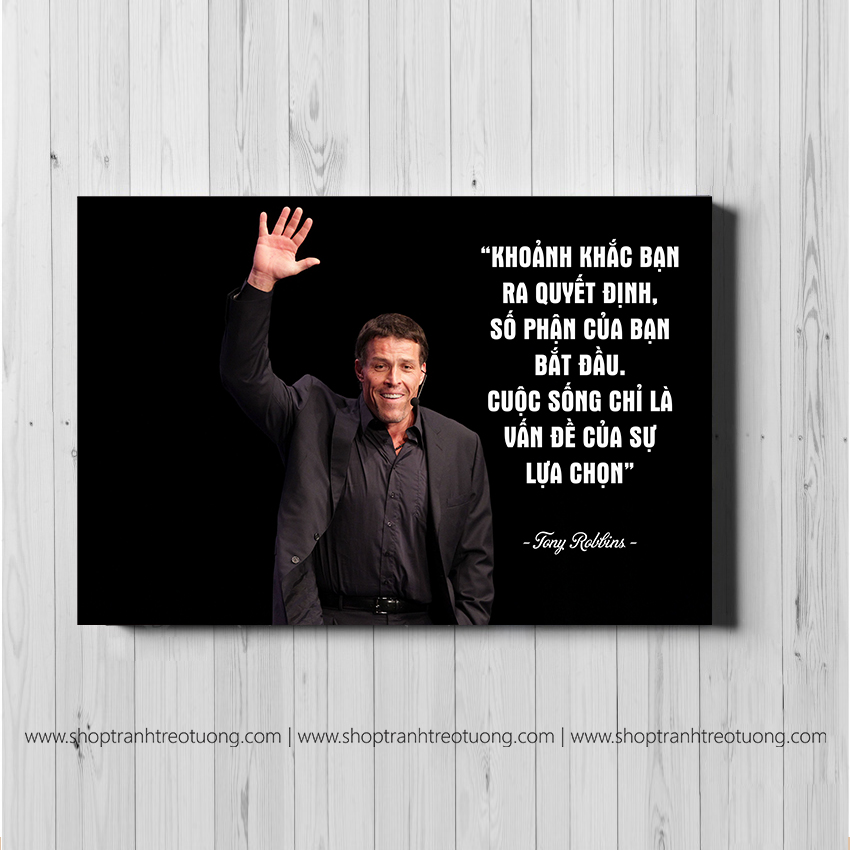 “KHOẢNH KHẮC BẠN
RA QUYẾT ĐỊNH,
SỐ PHẬN CỦA BẠN
BẮT ĐẦU.
CUỘC SỐNG CHỈ LÀ
VẤN ĐỀ CỦA SỰ
LỰA CHỌN”
- Tony Robbins -
www.shoptranhtreotuong.com | www.shoptranhtreotuong.com | www.shoptranhtreotuong.com